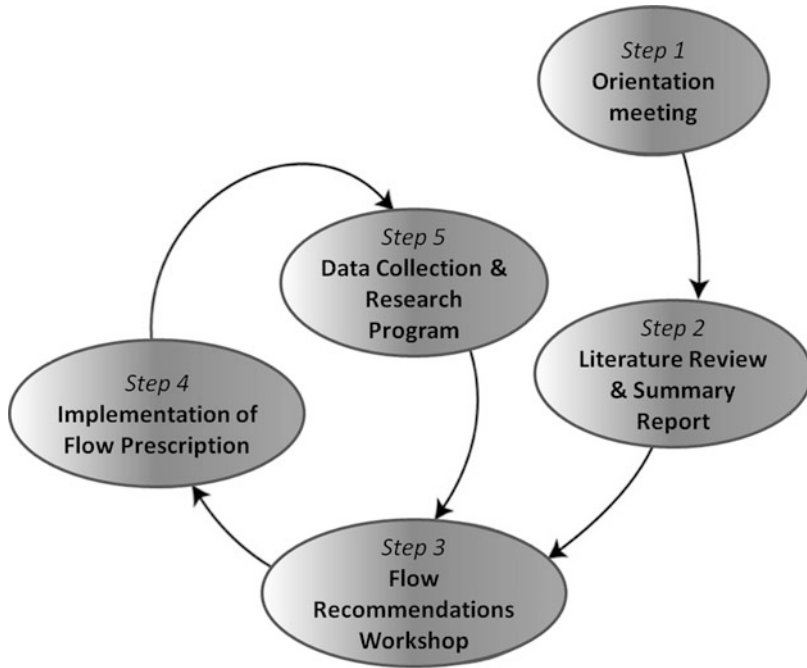 Step 1
Orientation
meeting
Step 2
Literature Review
& Summary
Report
Step 3
Flow
Recommendations
Workshop
Step 4
Implementation of
Flow Prescription
Step 5
Data Collection &
Research
Program